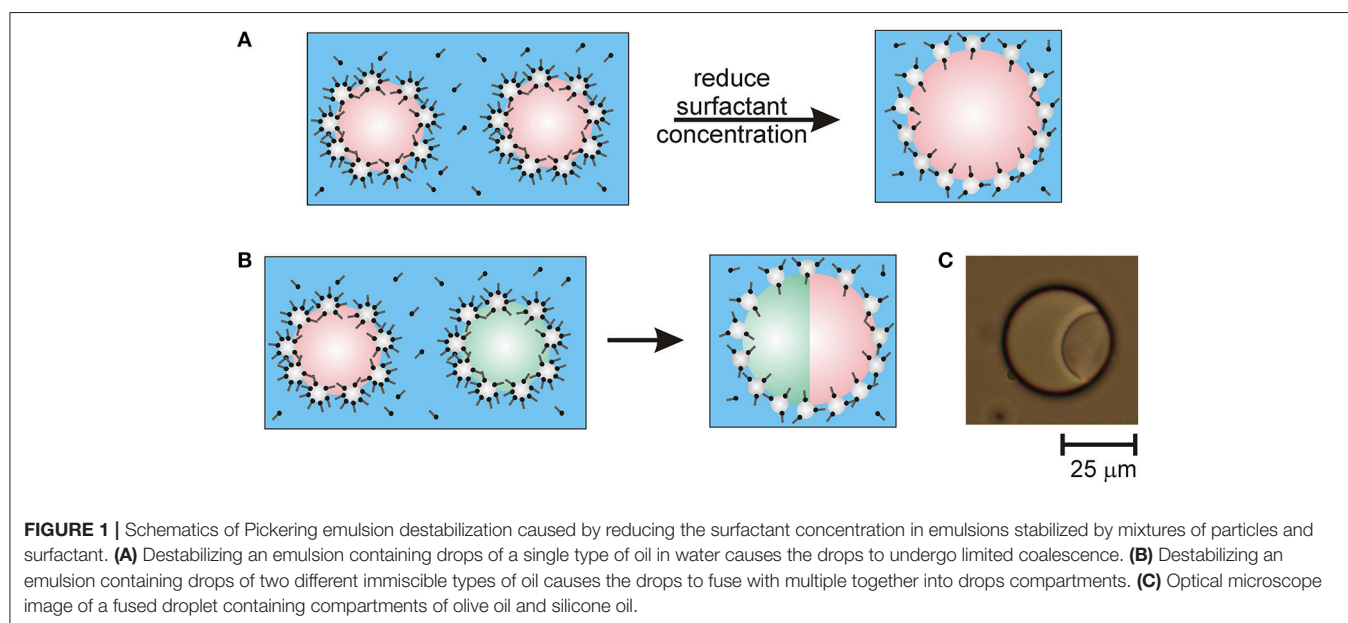 (A)
reduce
surfactant
concentration
(B)
(C)
25 μm
FIGURE 1 | Schematics of Pickering emulsion destabilization caused by reducing the surfactant concentration in emulsions stabilized by mixtures of particles and
surfactant. (A) Destabilizing an emulsion containing drops of a single type of oil in water causes the drops to undergo limited coalescence. (B) Destabilizing an
emulsion containing drops of two different immiscible types of oil causes the drops to fuse with multiple together into drops compartments. (C) Optical microscope
image of a fused droplet containing compartments of olive oil and silicone oil.